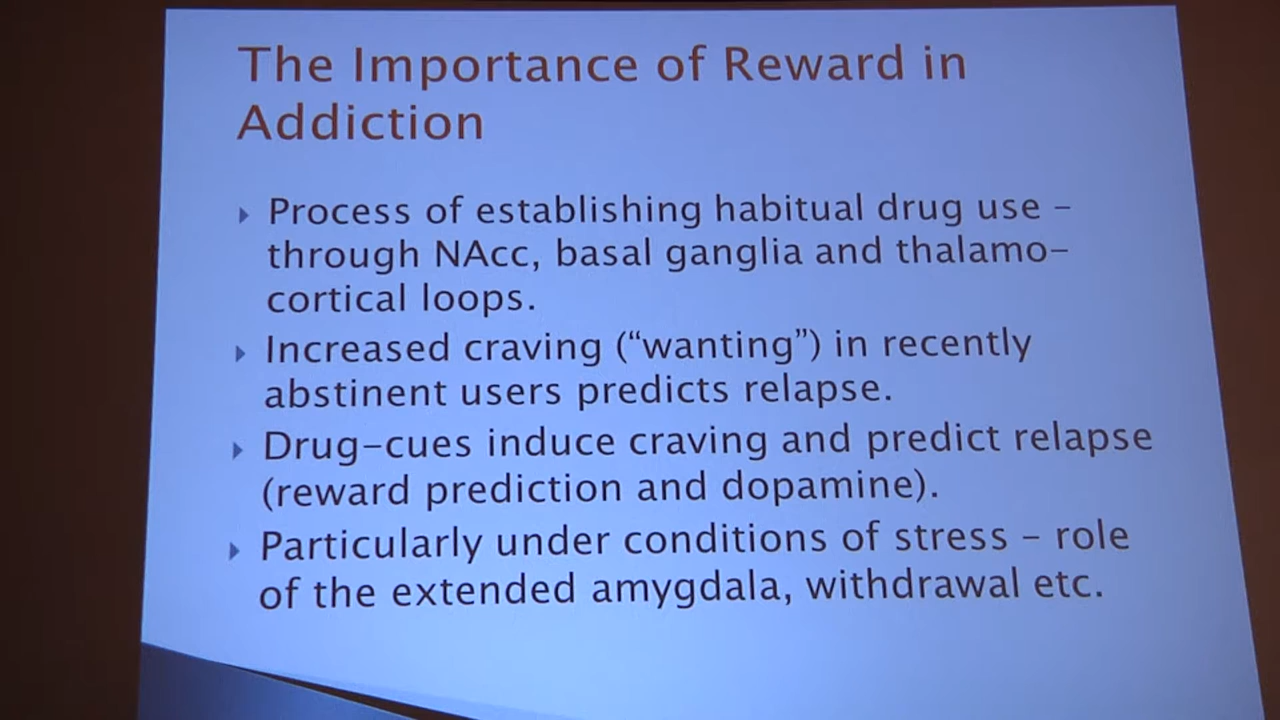 The Importance of Reward in
Addiction
Process of establishing habitual drug use –
through NAcc, basal ganglia and thalamo-
cortical loops.
Increased craving (“wanting”) in recently
abstinent users predicts relapse.
Drug-cues induce craving and predict relapse
(reward prediction and dopamine).
Particularly under conditions of stress – role
of the extended amygdala, withdrawal etc.